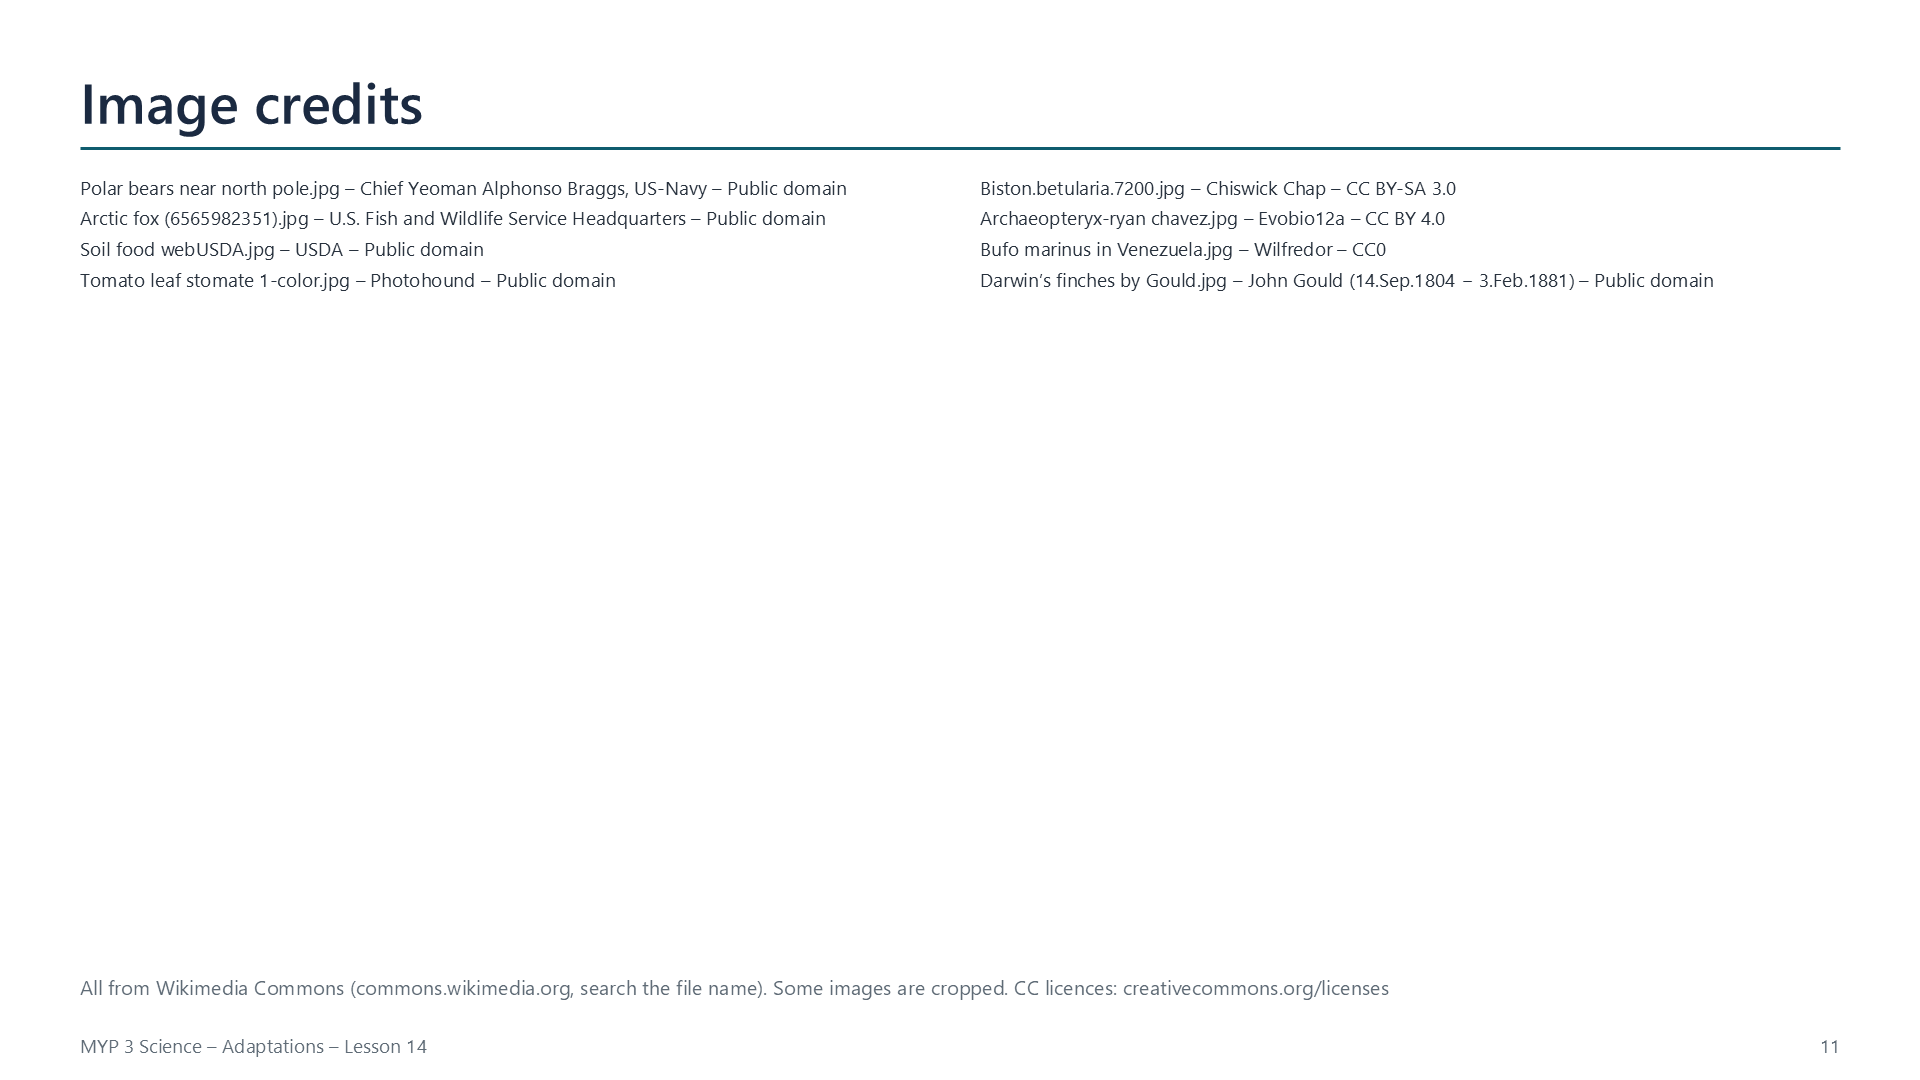 Image credits
Polar bears near north pole.jpg – Chief Yeoman Alphonso Braggs, US-Navy – Public domain
Arctic fox (6565982351).jpg – U.S. Fish and Wildlife Service Headquarters – Public domain
Soil food webUSDA.jpg – USDA – Public domain
Tomato leaf stomate 1-color.jpg – Photohound – Public domain
Biston.betularia.7200.jpg – Chiswick Chap – CC BY-SA 3.0
Archaeopteryx-ryan chavez.jpg – Evobio12a – CC BY 4.0
Bufo marinus in Venezuela.jpg – Wilfredor – CC0
Darwin's finches by Gould.jpg – John Gould (14.Sep.1804 – 3.Feb.1881) – Public domain
All from Wikimedia Commons (commons.wikimedia.org, search the file name). Some images are cropped. CC licences: creativecommons.org/licenses
MYP 3 Science – Adaptations – Lesson 14
11